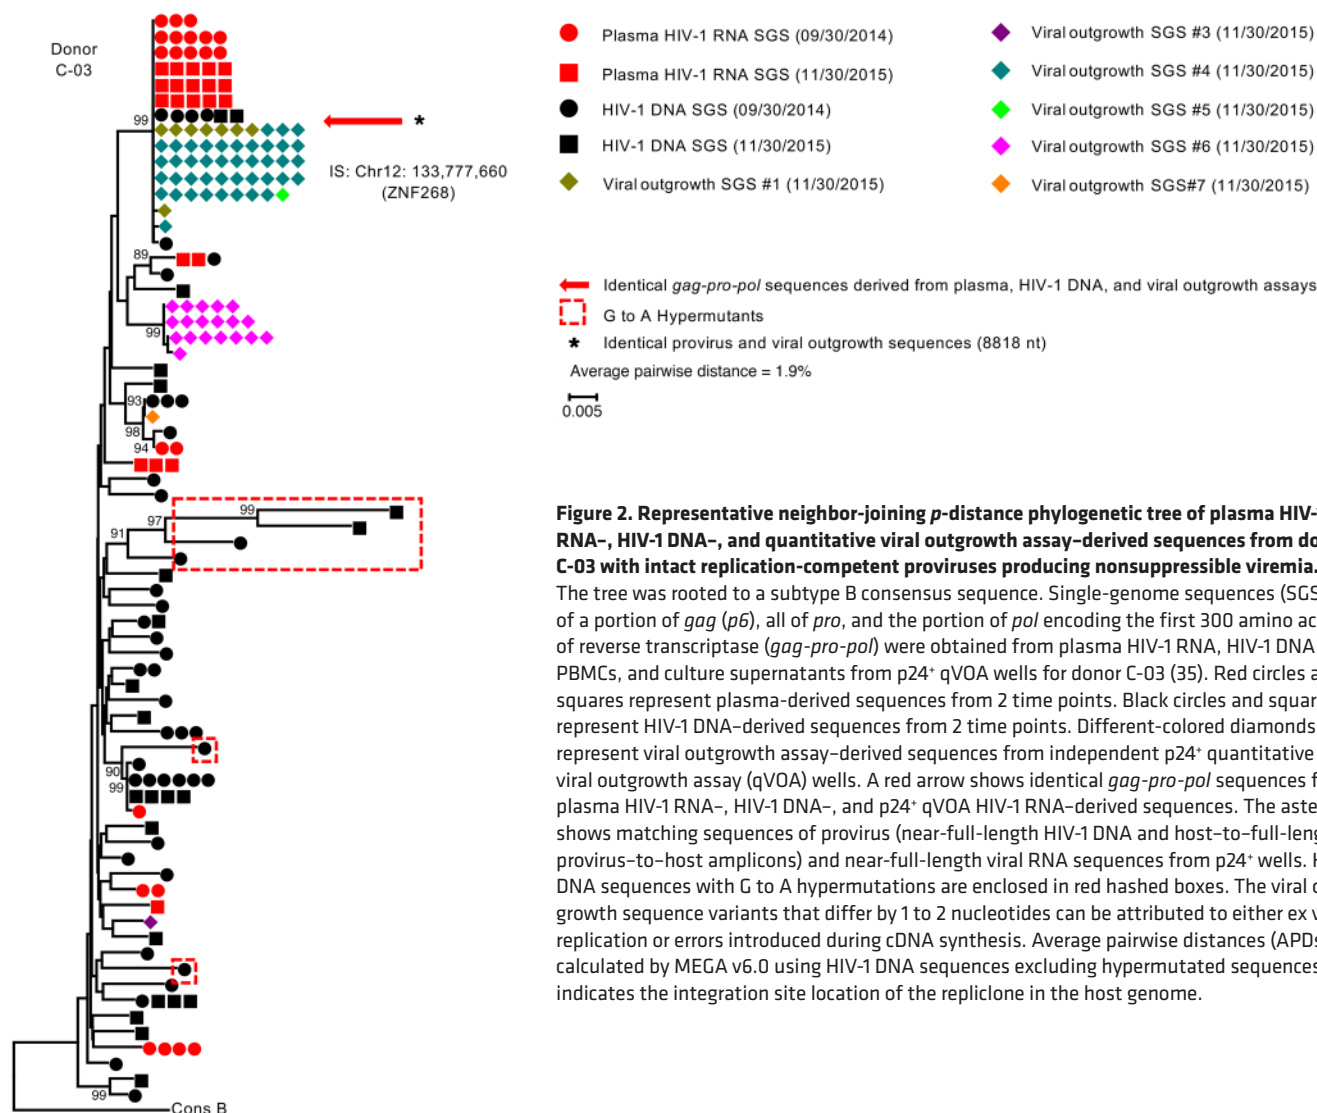 Donor
C-03
99
*
IS: Chr12: 133,777,660
(ZNF268)
89
99
93
98
94
99
97
91
90
99
99
Cons B
Plasma HIV-1 RNA SGS (09/30/2014)
Plasma HIV-1 RNA SGS (11/30/2015)
HIV-1 DNA SGS (09/30/2014)
HIV-1 DNA SGS (11/30/2015)
Viral outgrowth SGS #1 (11/30/2015)
Viral outgrowth SGS #3 (11/30/2015)
Viral outgrowth SGS #4 (11/30/2015)
Viral outgrowth SGS #5 (11/30/2015)
Viral outgrowth SGS #6 (11/30/2015)
Viral outgrowth SGS#7 (11/30/2015)
Identical gag-pro-pol sequences derived from plasma, HIV-1 DNA, and viral outgrowth assays
G to A Hypermutants
* Identical provirus and viral outgrowth sequences (8818 nt)
Average pairwise distance = 1.9%
0.005
Figure 2. Representative neighbor-joining p-distance phylogenetic tree of plasma HIV-1
RNA–, HIV-1 DNA–, and quantitative viral outgrowth assay–derived sequences from do
C-03 with intact replication-competent proviruses producing nonsuppressible viremia.
The tree was rooted to a subtype B consensus sequence. Single-genome sequences (SGS
of a portion of gag (p6), all of pro, and the portion of pol encoding the first 300 amino ac
of reverse transcriptase (gag-pro-pol) were obtained from plasma HIV-1 RNA, HIV-1 DNA
PBMCs, and culture supernatants from p24⁺ qVOA wells for donor C-03 (35). Red circles a
squares represent plasma-derived sequences from 2 time points. Black circles and squar
represent HIV-1 DNA–derived sequences from 2 time points. Different-colored diamonds
represent viral outgrowth assay–derived sequences from independent p24⁺ quantitative
viral outgrowth assay (qVOA) wells. A red arrow shows identical gag-pro-pol sequences f
plasma HIV-1 RNA–, HIV-1 DNA–, and p24⁺ qVOA HIV-1 RNA–derived sequences. The aste
shows matching sequences of provirus (near-full-length HIV-1 DNA and host–to–full-leng
provirus–to–host amplicons) and near-full-length viral RNA sequences from p24⁺ wells. H
DNA sequences with G to A hypermutations are enclosed in red hashed boxes. The viral o
growth sequence variants that differ by 1 to 2 nucleotides can be attributed to either ex v
replication or errors introduced during cDNA synthesis. Average pairwise distances (APDs
calculated by MEGA v6.0 using HIV-1 DNA sequences excluding hypermutated sequences
indicates the integration site location of the repliclone in the host genome.